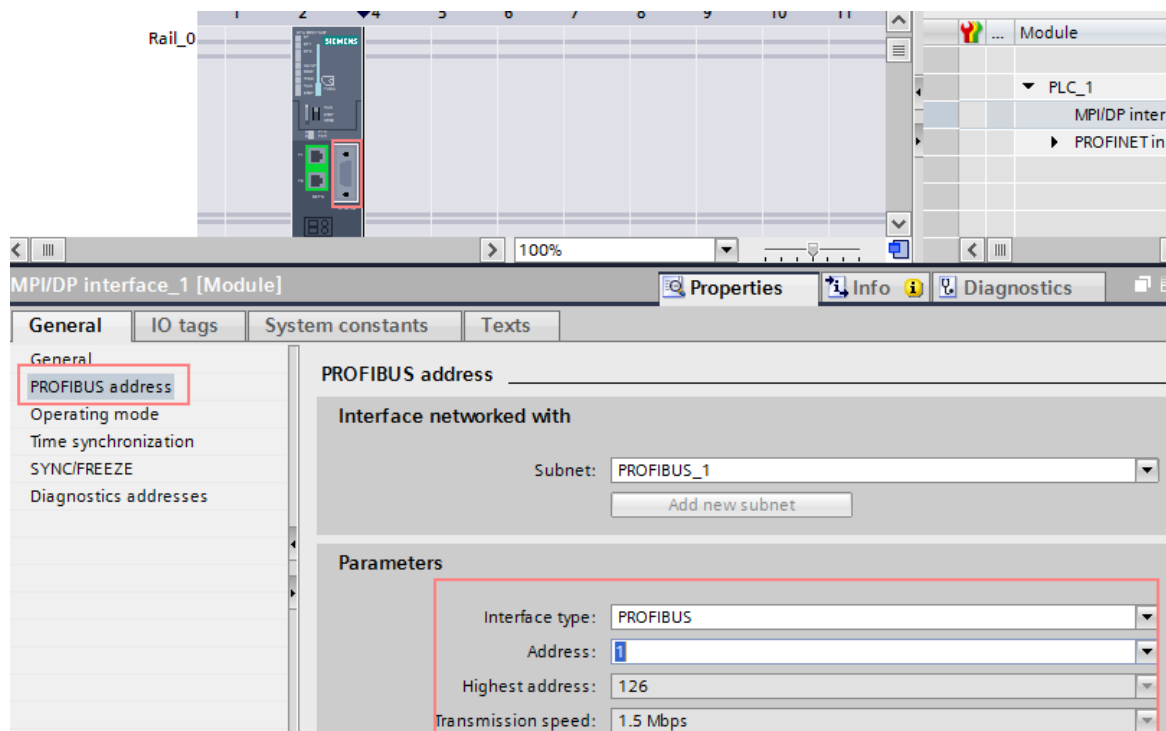 1 2 4 5 6 7 8 9 10 11
Rail_0
SIEMENS
... Module
PLC_1
MPI/DP inter
PROFINET in
100%
MPI/DP interface_1 [Module]
Properties Info Diagnostics
General IO tags System constants Texts
General
PROFIBUS address
Operating mode
Time synchronization
SYNC/FREEZE
Diagnostics addresses
PROFIBUS address
Interface networked with
Subnet: PROFIBUS_1
Add new subnet
Parameters
Interface type: PROFIBUS
Address: 1
Highest address: 126
Transmission speed: 1.5 Mbps